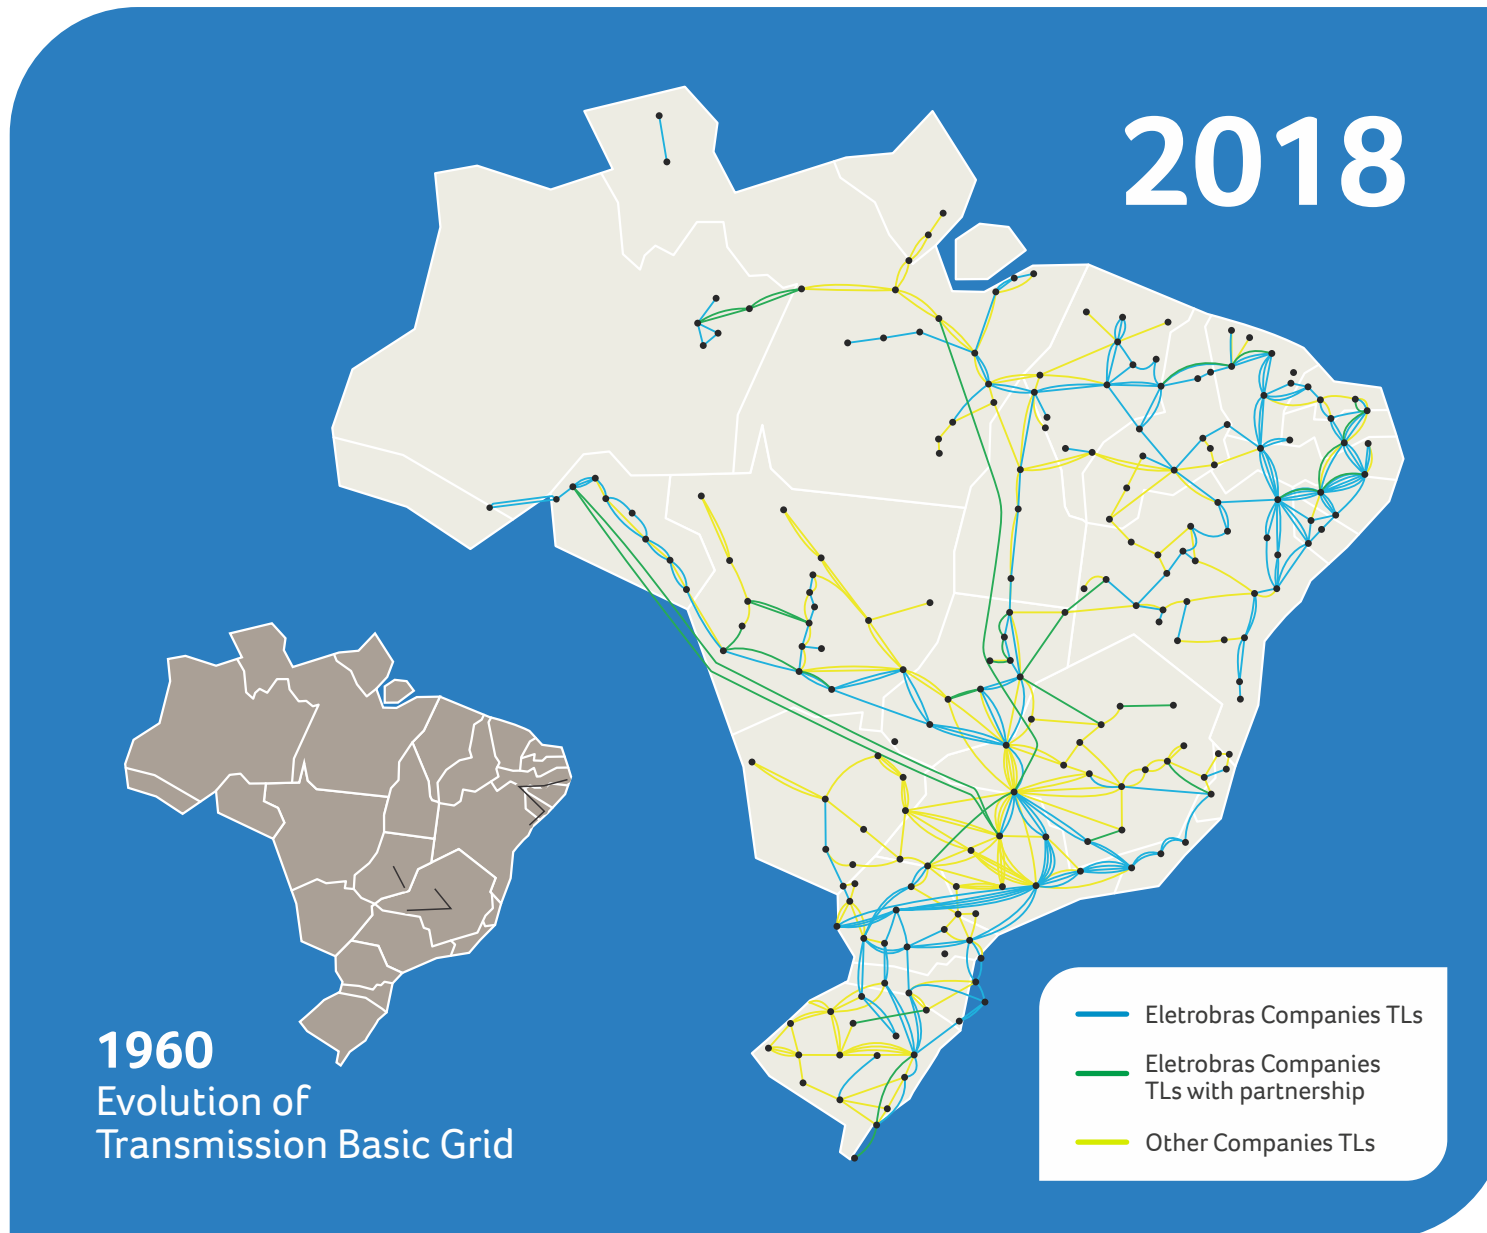 2018
1960
Evolution of
Transmission Basic Grid
Eletrobras Companies TLs
Eletrobras Companies
TLs with partnership
Other Companies TLs